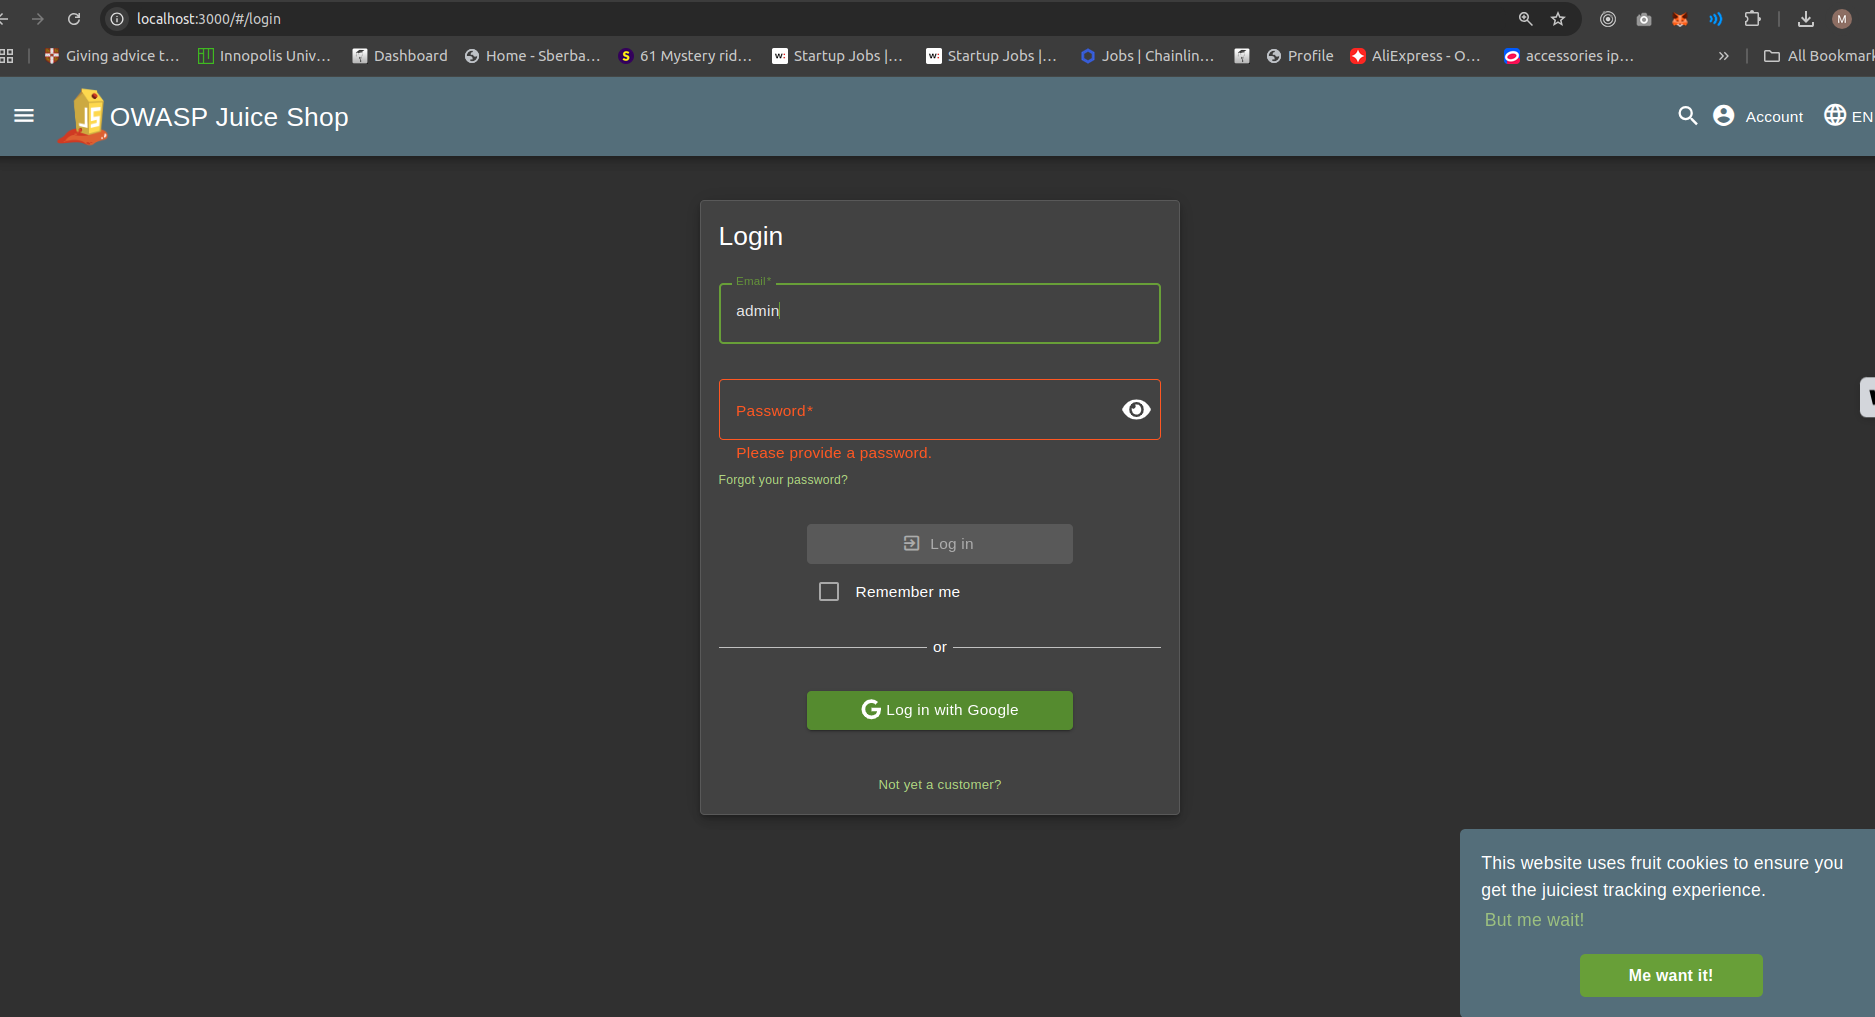 localhost:3000/#/login
Giving advice t... Innopolis Univ... Dashboard Home - Sberba... 61 Mystery rid... Startup Jobs |... Startup Jobs |... Jobs | Chainlin... Profile AliExpress - O... accessories ip... » All Bookmar
OWASP Juice Shop
Account EN
Login
Email*
admin
Password*
Please provide a password.
Forgot your password?
Log in
Remember me
or
Log in with Google
Not yet a customer?
This website uses fruit cookies to ensure you
get the juiciest tracking experience.
But me wait!
Me want it!